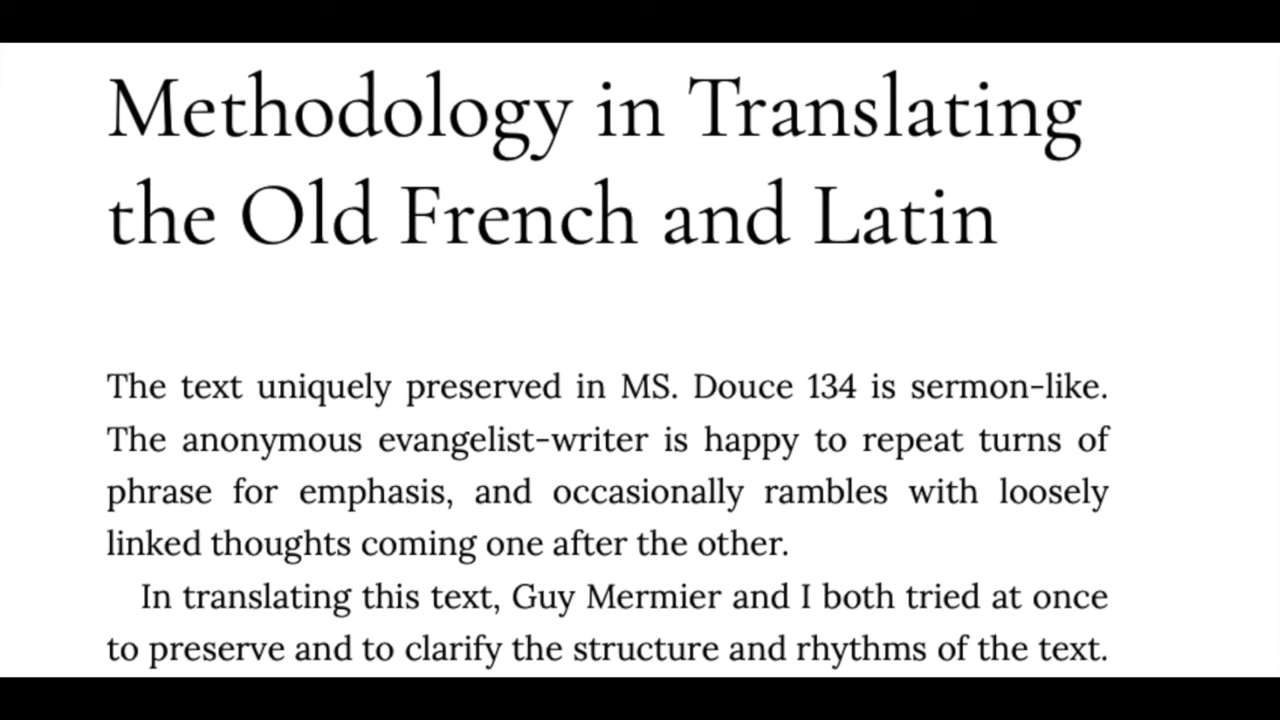 Methodology in Translating
the Old French and Latin
The text uniquely preserved in MS. Douce 134 is sermon-like.
The anonymous evangelist-writer is happy to repeat turns of
phrase for emphasis, and occasionally rambles with loosely
linked thoughts coming one after the other.
In translating this text, Guy Mermier and I both tried at once
to preserve and to clarify the structure and rhythms of the text.